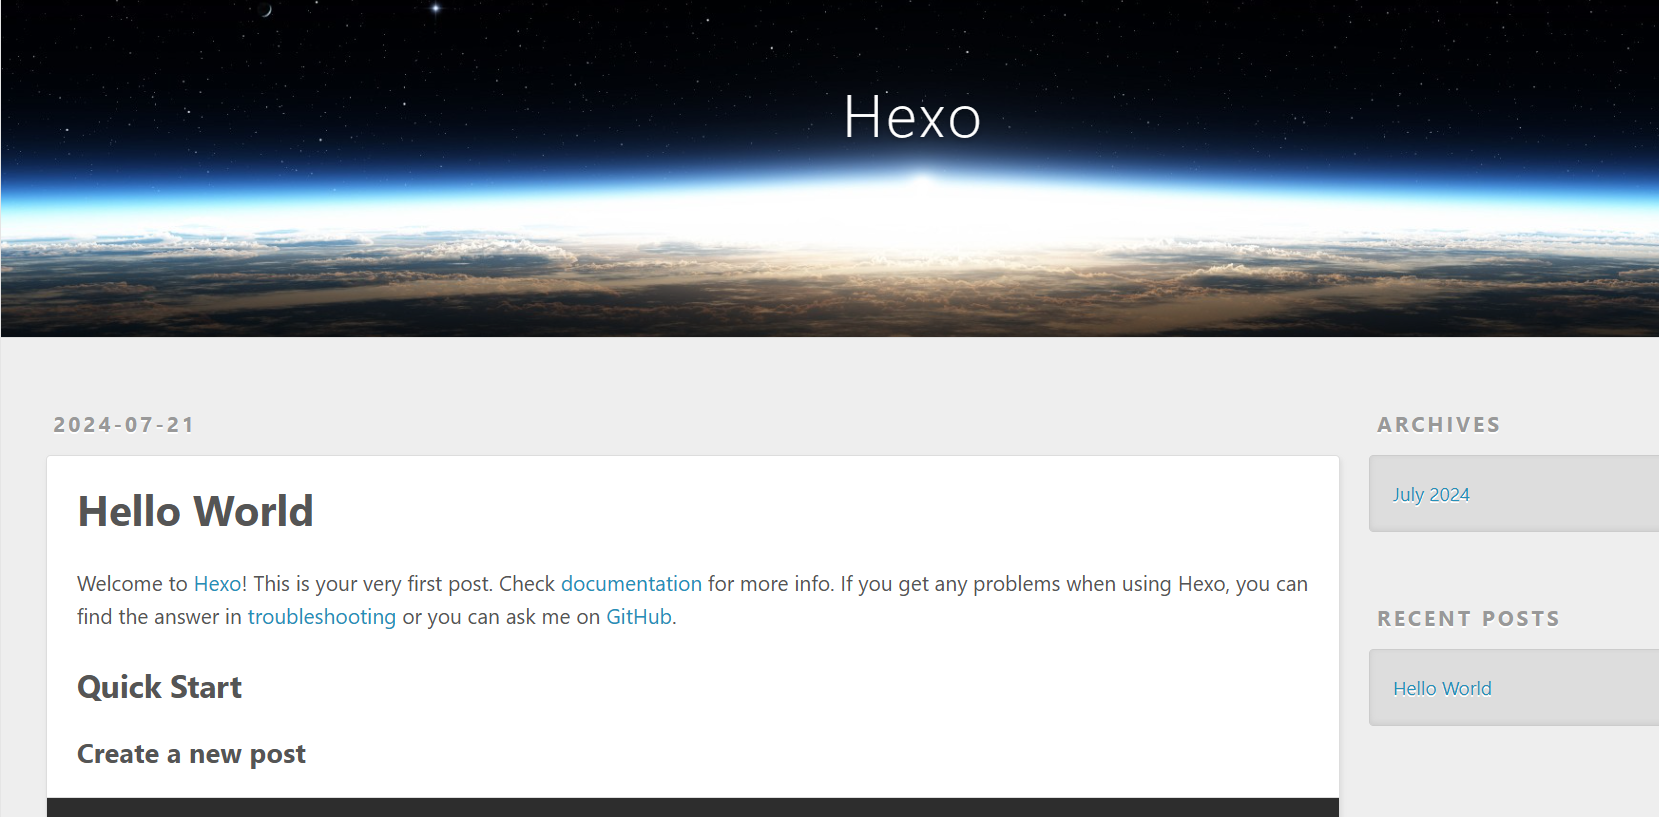 Hexo
2024-07-21
Hello World
Welcome to Hexo! This is your very first post. Check documentation for more info. If you get any problems when using Hexo, you can
find the answer in troubleshooting or you can ask me on GitHub.
Quick Start
Create a new post
ARCHIVES
July 2024
RECENT POSTS
Hello World